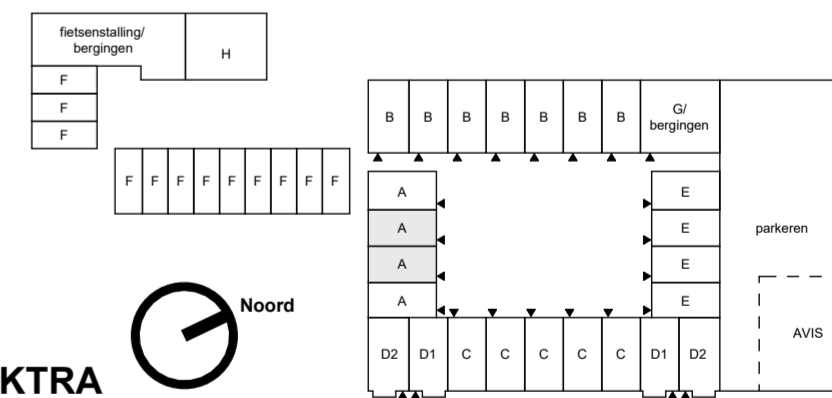 fietsenstalling/
bergingen
H
F
F
F
F F F F F F F F F
B B B B B B B G/
bergingen
A
A
A
A
E
E
E
E
parkeren
AVIS
D2 D1 C C C C C D1 D2
Noord
KTRA